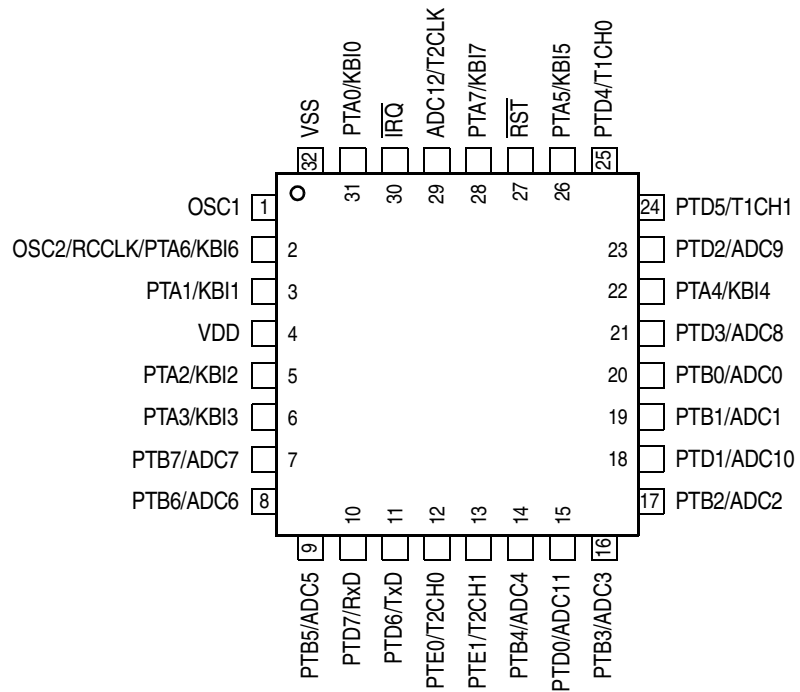 VSS
PTA0/KBI0
IRQ
ADC12/T2CLK
PTA7/KBI7
RST
PTA5/KBI5
PTD4/T1CH0
32
31
30
29
28
27
26
25
OSC1 1
OSC2/RCCLK/PTA6/KBI6 2
PTA1/KBI1 3
VDD 4
PTA2/KBI2 5
PTA3/KBI3 6
PTB7/ADC7 7
PTB6/ADC6 8
24 PTD5/T1CH1
23 PTD2/ADC9
22 PTA4/KBI4
21 PTD3/ADC8
20 PTB0/ADC0
19 PTB1/ADC1
18 PTD1/ADC10
17 PTB2/ADC2
9
10
11
12
13
14
15
16
PTB5/ADC5
PTD7/RxD
PTD6/TxD
PTE0/T2CH0
PTE1/T2CH1
PTB4/ADC4
PTD0/ADC11
PTB3/ADC3